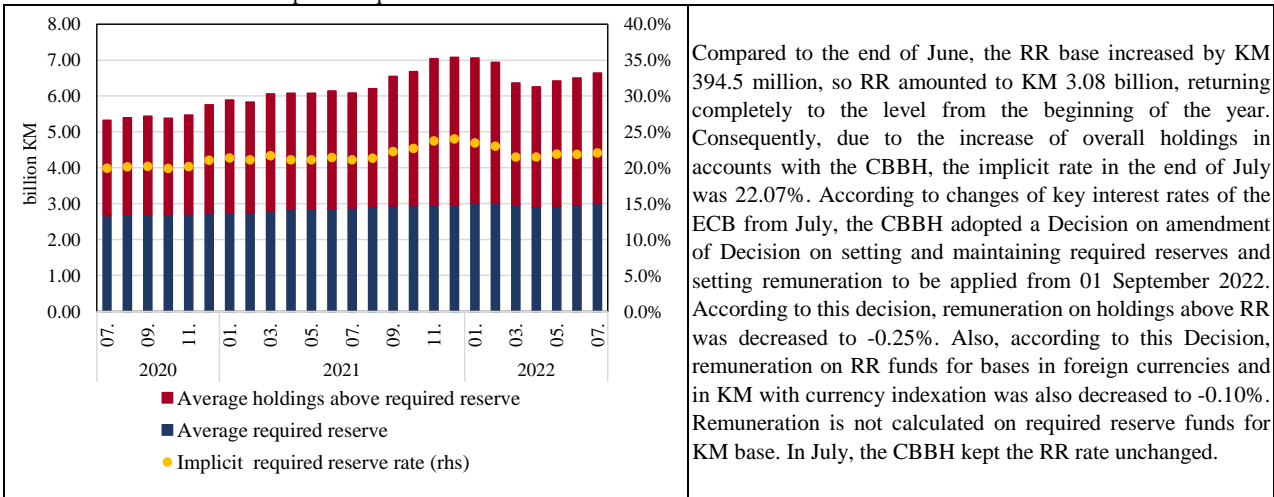 8.00
7.00
6.00
5.00
4.00
3.00
2.00
1.00
0.00
billion KM
40.0%
35.0%
30.0%
25.0%
20.0%
15.0%
10.0%
5.0%
0.0%
07. 09. 11. 01. 03. 05. 07. 09. 11. 01. 03. 05. 07.
2020 2021 2022
Average holdings above required reserve
Average required reserve
Implicit required reserve rate (rhs)
Compared to the end of June, the RR base increased by KM
394.5 million, so RR amounted to KM 3.08 billion, returning
completely to the level from the beginning of the year.
Consequently, due to the increase of overall holdings in
accounts with the CBBH, the implicit rate in the end of July
was 22.07%. According to changes of key interest rates of the
ECB from July, the CBBH adopted a Decision on amendment
of Decision on setting and maintaining required reserves and
setting remuneration to be applied from 01 September 2022.
According to this decision, remuneration on holdings above RR
was decreased to -0.25%. Also, according to this Decision,
remuneration on RR funds for bases in foreign currencies and
in KM with currency indexation was also decreased to -0.10%.
Remuneration is not calculated on required reserve funds for
KM base. In July, the CBBH kept the RR rate unchanged.